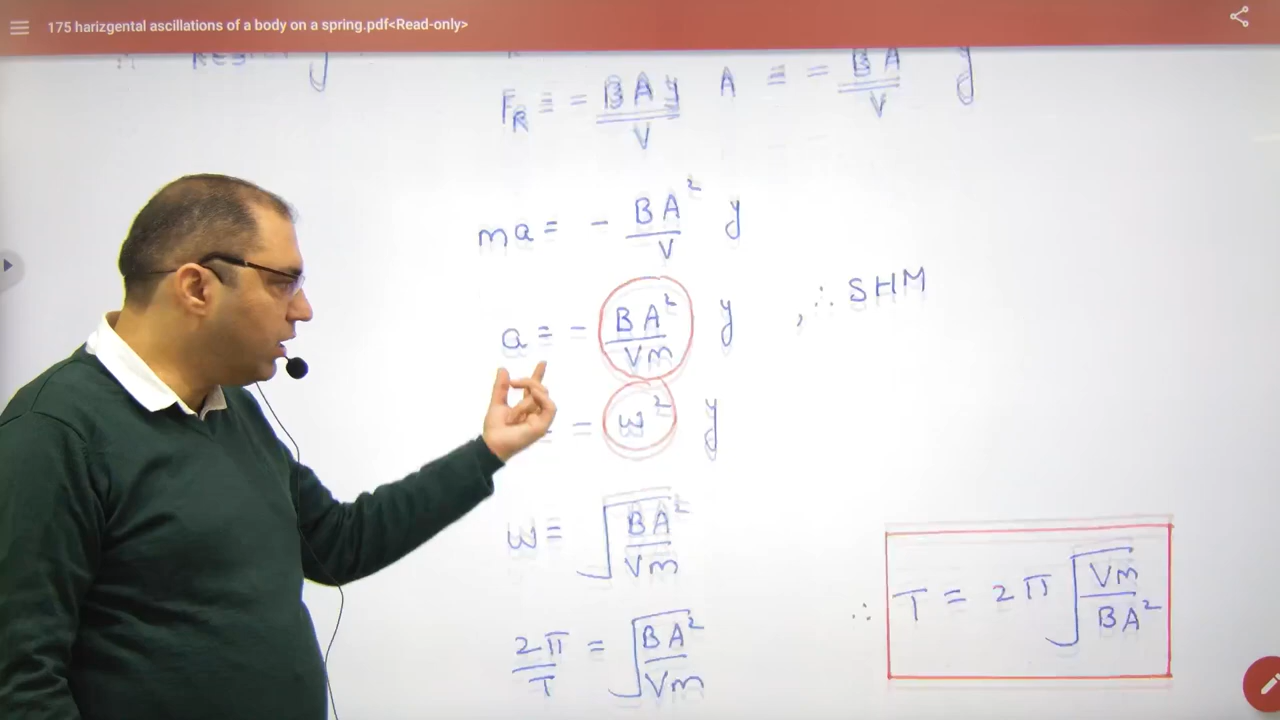 175 harizgental ascillations of a body on a spring.pdf<Read-only>
F_R = = BAy/V A = = BA/V y
ma = - BA²/V y
a = - BA²/Vm y , ∴ SHM
= ω² y
ω = √(BA²/Vm)
2π/T = √(BA²/Vm)
∴ T = 2π √(Vm/BA²)